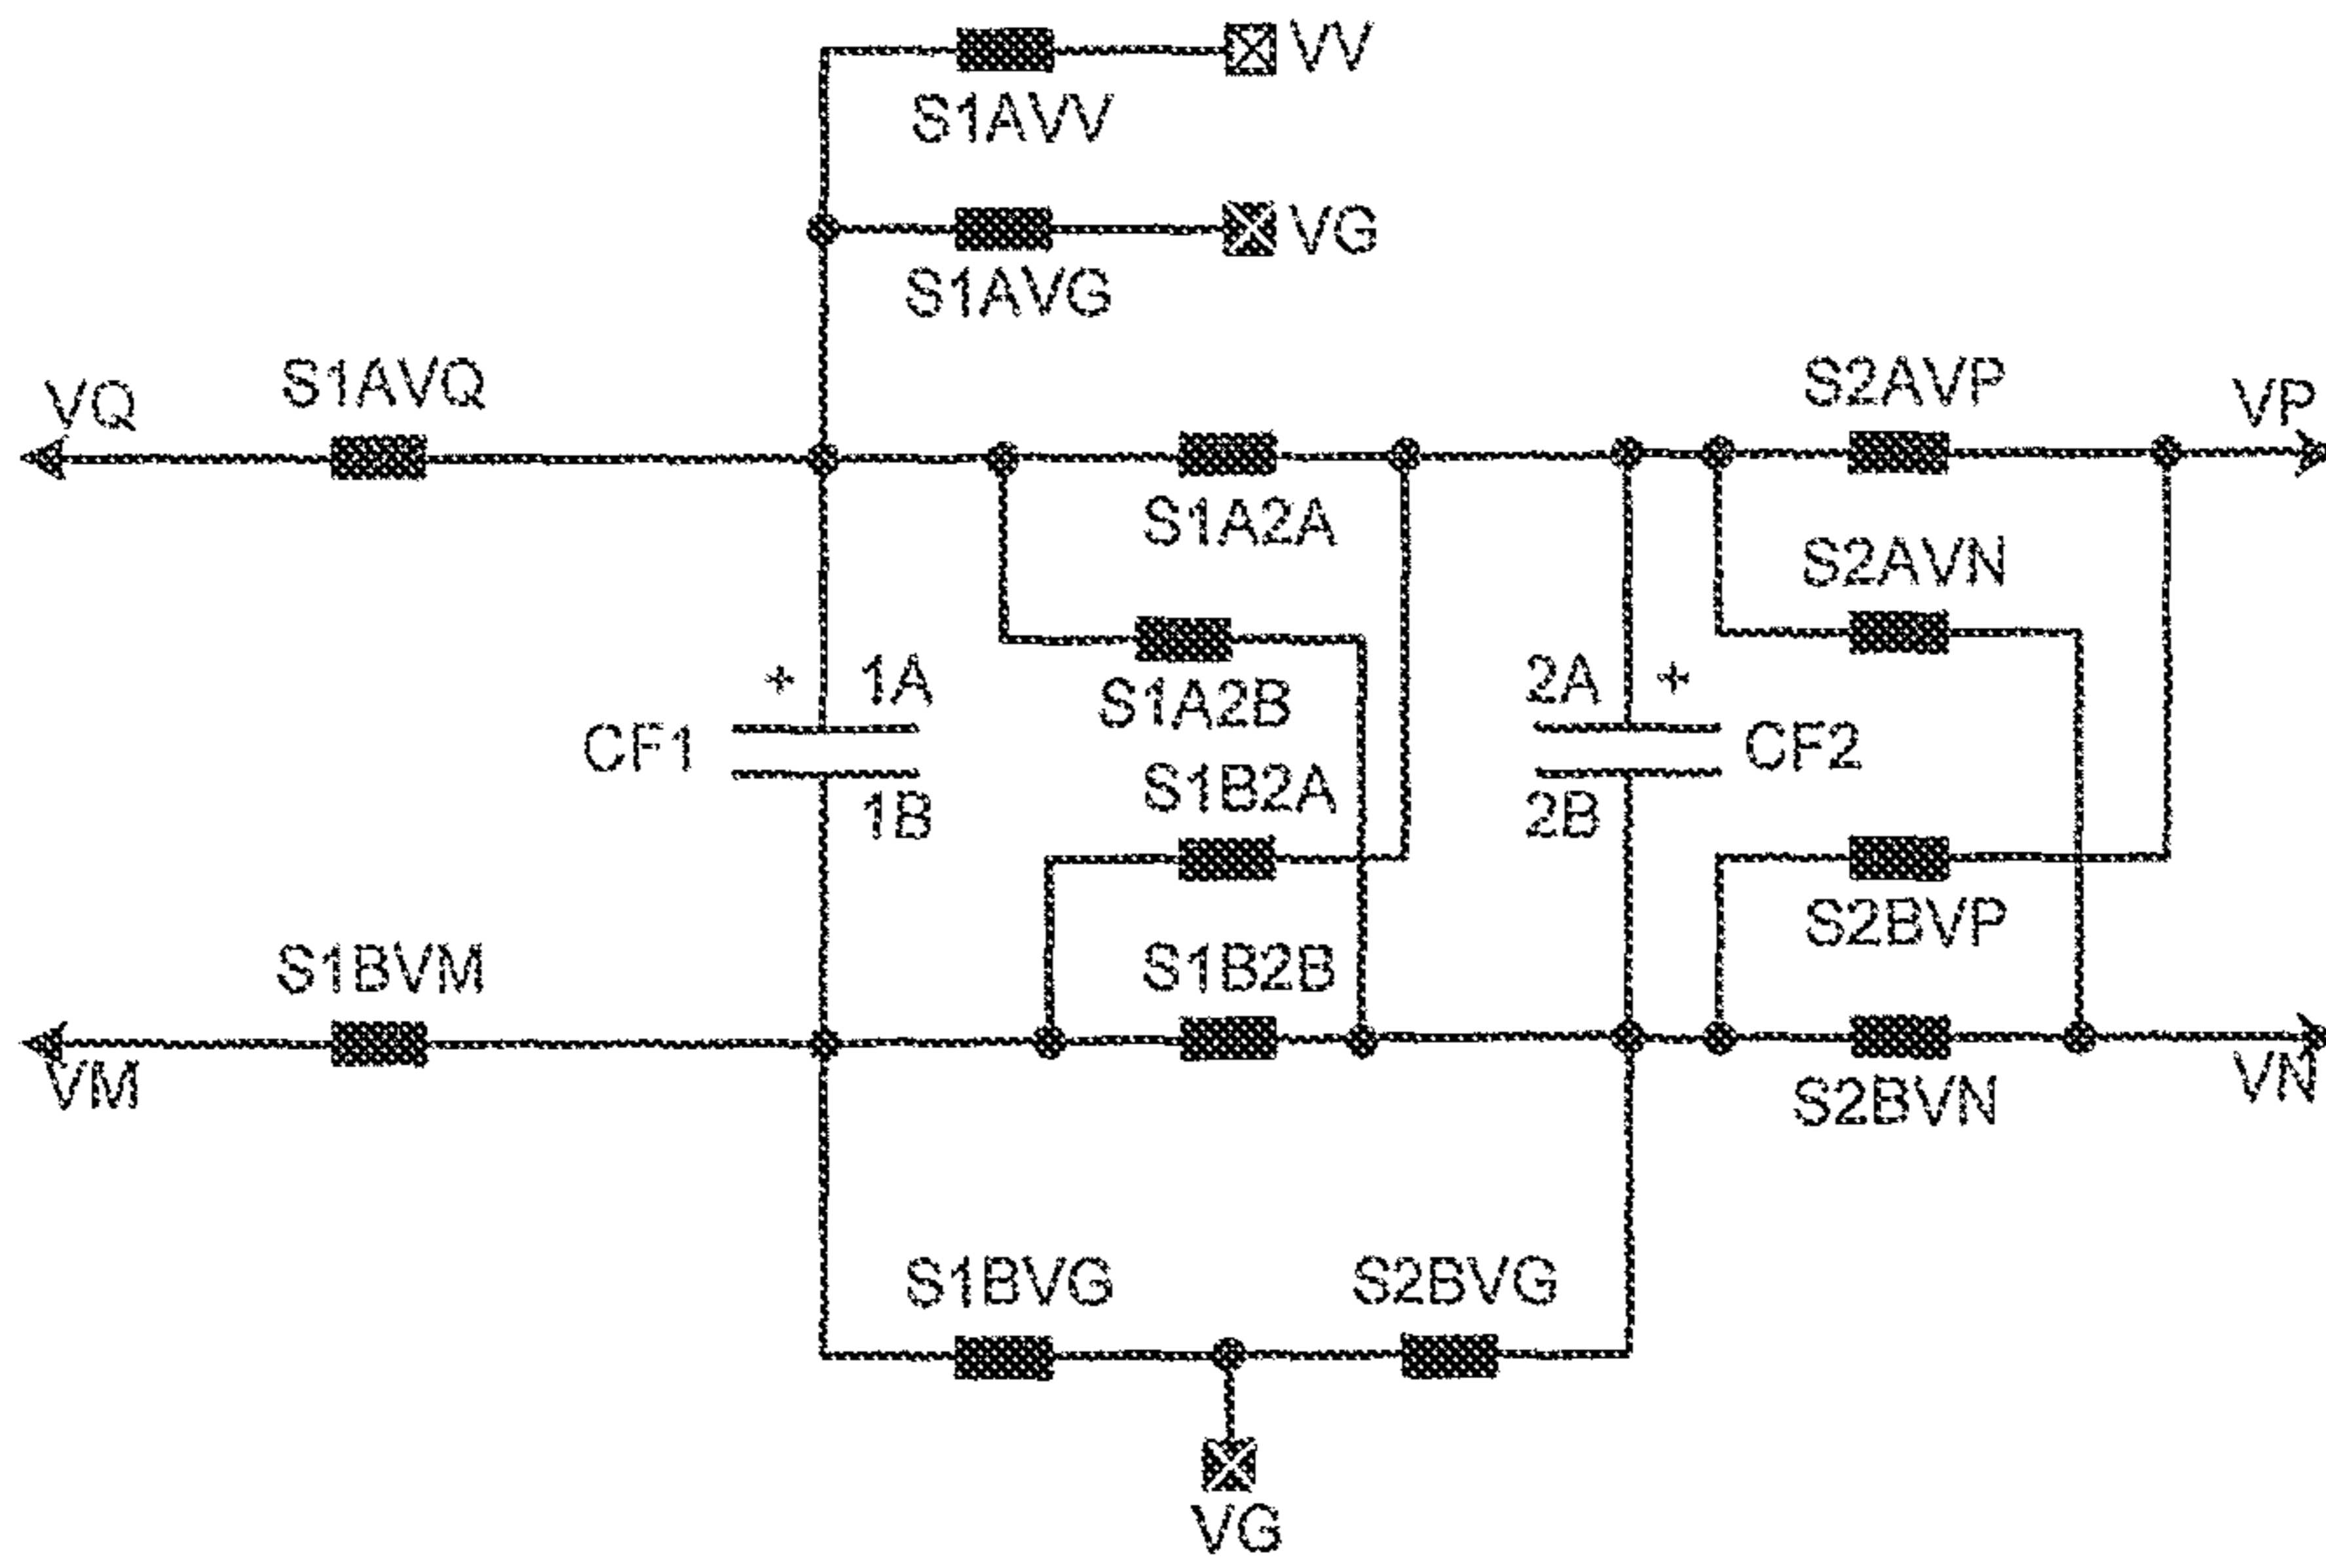 VV
S1AVV
VG
S1AVG
VQ
S1AVQ
S2AVP
VP
S1A2A
S2AVN
+ 1A
2A +
S1A2B
CF1
CF2
S1B2A
1B
2B
S2BVP
S1BVM
S1B2B
VM
S2BVN
VN
S1BVG
S2BVG
VG